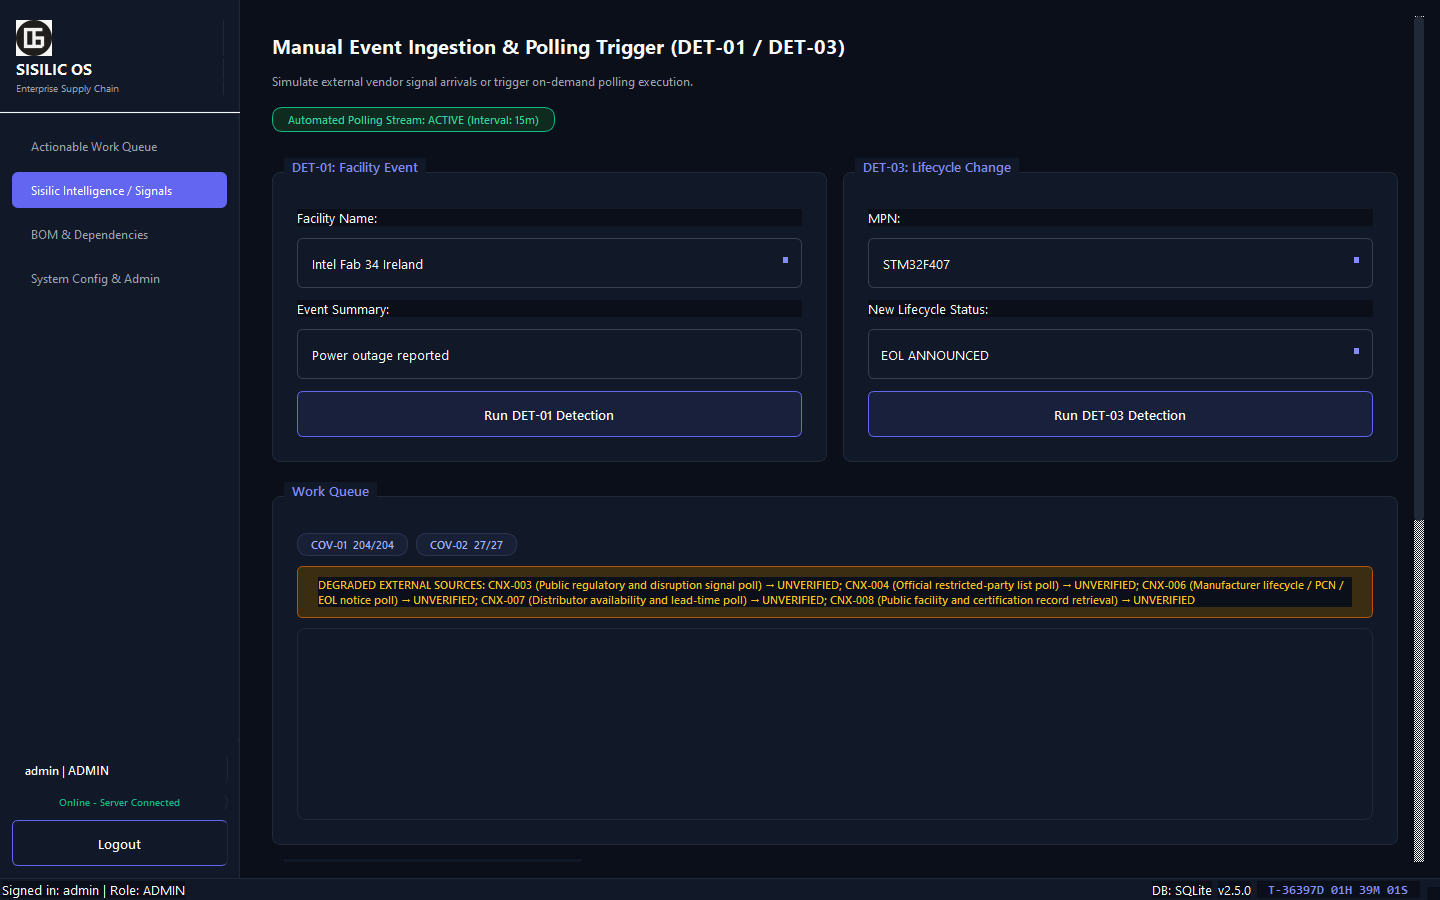 SISILIC OS
Enterprise Supply Chain
Actionable Work Queue
Sisilic Intelligence / Signals
BOM & Dependencies
System Config & Admin
admin | ADMIN
Online - Server Connected
Logout
Manual Event Ingestion & Polling Trigger (DET-01 / DET-03)
Simulate external vendor signal arrivals or trigger on-demand polling execution.
Automated Polling Stream: ACTIVE (Interval: 15m)
DET-01: Facility Event
Facility Name:
Intel Fab 34 Ireland
Event Summary:
Power outage reported
Run DET-01 Detection
DET-03: Lifecycle Change
MPN:
STM32F407
New Lifecycle Status:
EOL ANNOUNCED
Run DET-03 Detection
Work Queue
COV-01 204/204
COV-02 27/27
DEGRADED EXTERNAL SOURCES: CNX-003 (Public regulatory and disruption signal poll) → UNVERIFIED; CNX-004 (Official restricted-party list poll) → UNVERIFIED; CNX-006 (Manufacturer lifecycle / PCN /
EOL notice poll) → UNVERIFIED; CNX-007 (Distributor availability and lead-time poll) → UNVERIFIED; CNX-008 (Public facility and certification record retrieval) → UNVERIFIED
Signed in: admin | Role: ADMIN
DB: SQLite v2.5.0
T-36397D 01H 39M 01S